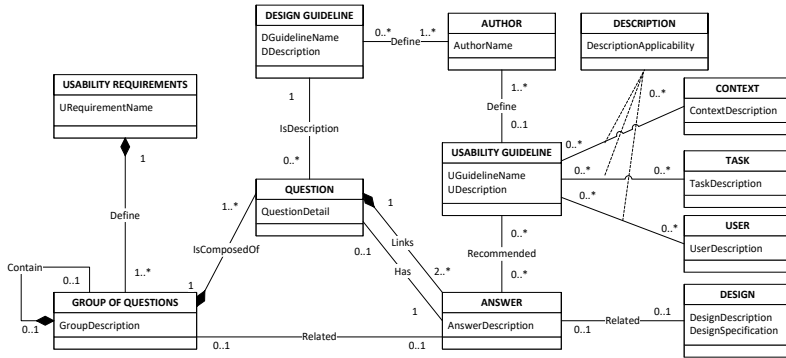 DESIGN GUIDELINE
DGuidelineName
DDescription
0..*
Define
1..*
AUTHOR
AuthorName
DESCRIPTION
DescriptionApplicability
USABILITY REQUIREMENTS
URequirementName
1
Define
1..*
1
IsDescription
0..*
1..*
Define
0..1
USABILITY GUIDELINE
UGuidelineName
UDescription
0..*
0..*
CONTEXT
ContextDescription
0..*
0..*
TASK
TaskDescription
0..*
0..*
USER
UserDescription
QUESTION
QuestionDetail
1..*
IsComposedOf
1
1
Links
2..*
0..1
Has
1
0..*
Recommended
0..*
Contain
0..1
0..1
GROUP OF QUESTIONS
GroupDescription
0..1
Related
0..1
ANSWER
AnswerDescription
0..1
Related
0..1
DESIGN
DesignDescription
DesignSpecification